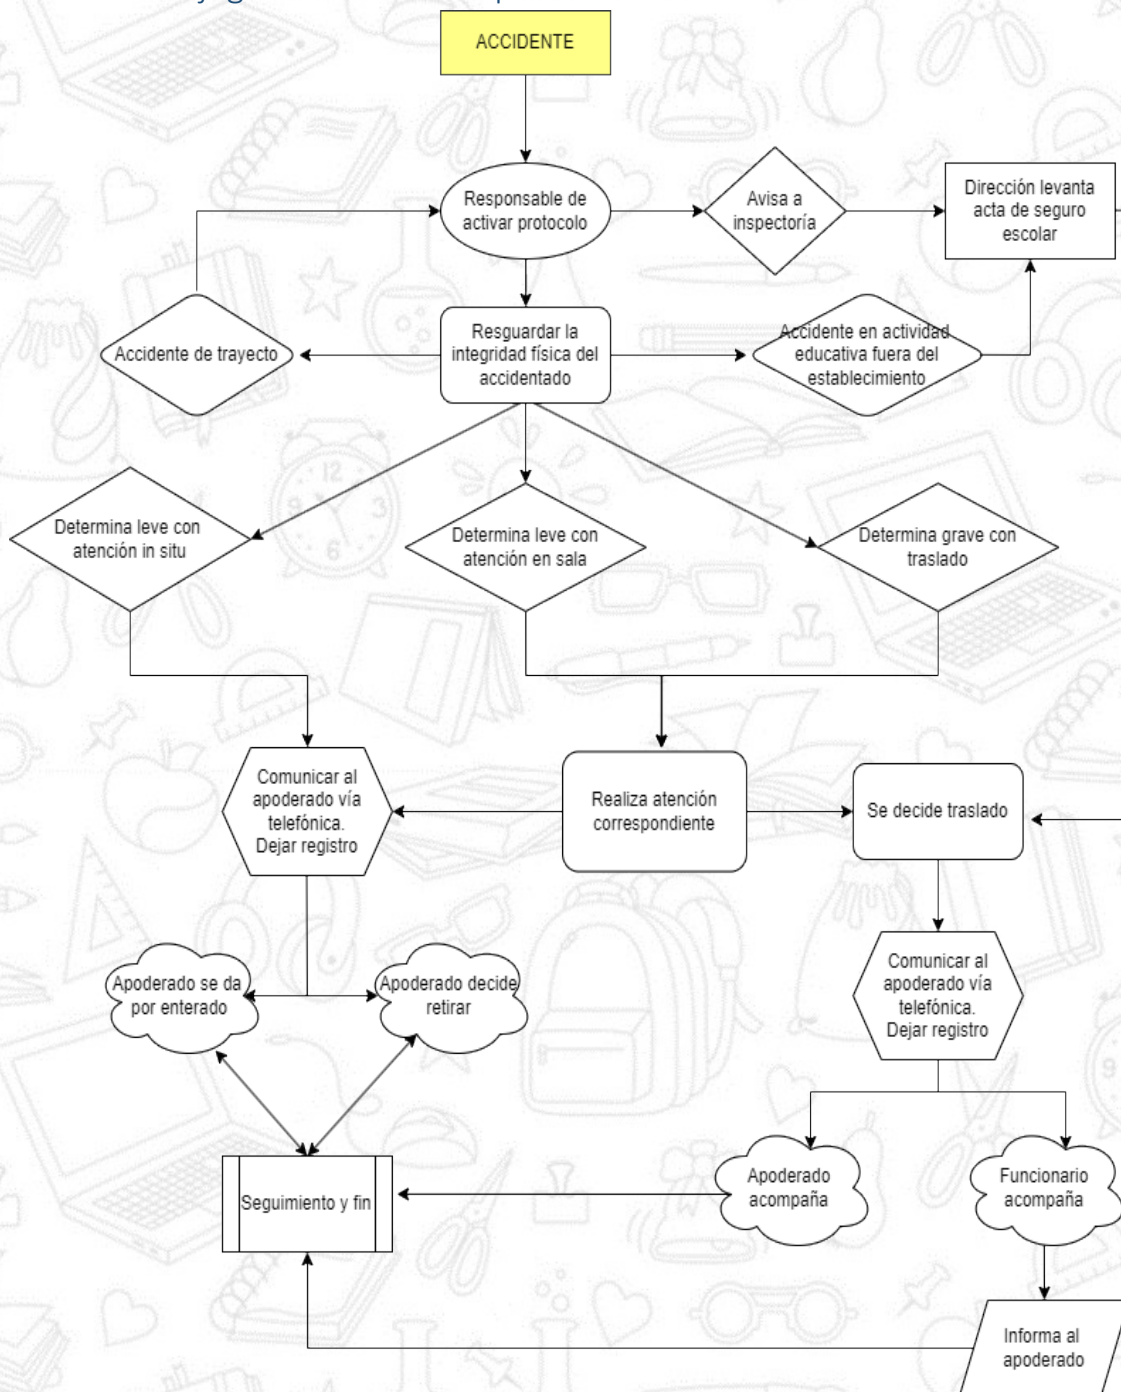 ACCIDENTE
Responsable de
activar protocolo
Avisa a
inspectoría
Dirección levanta
acta de seguro
escolar
Accidente de trayecto
Resguardar la
integridad física del
accidentado
Accidente en actividad
educativa fuera del
establecimiento
Determina leve con
atención in situ
Determina leve con
atención en sala
Determina grave con
traslado
Comunicar al
apoderado vía
telefónica.
Dejar registro
Realiza atención
correspondiente
Se decide traslado
Apoderado se da
por enterado
Apoderado decide
retirar
Comunicar al
apoderado vía
telefónica.
Dejar registro
Seguimiento y fin
Apoderado
acompaña
Funcionario
acompaña
Informa al
apoderado